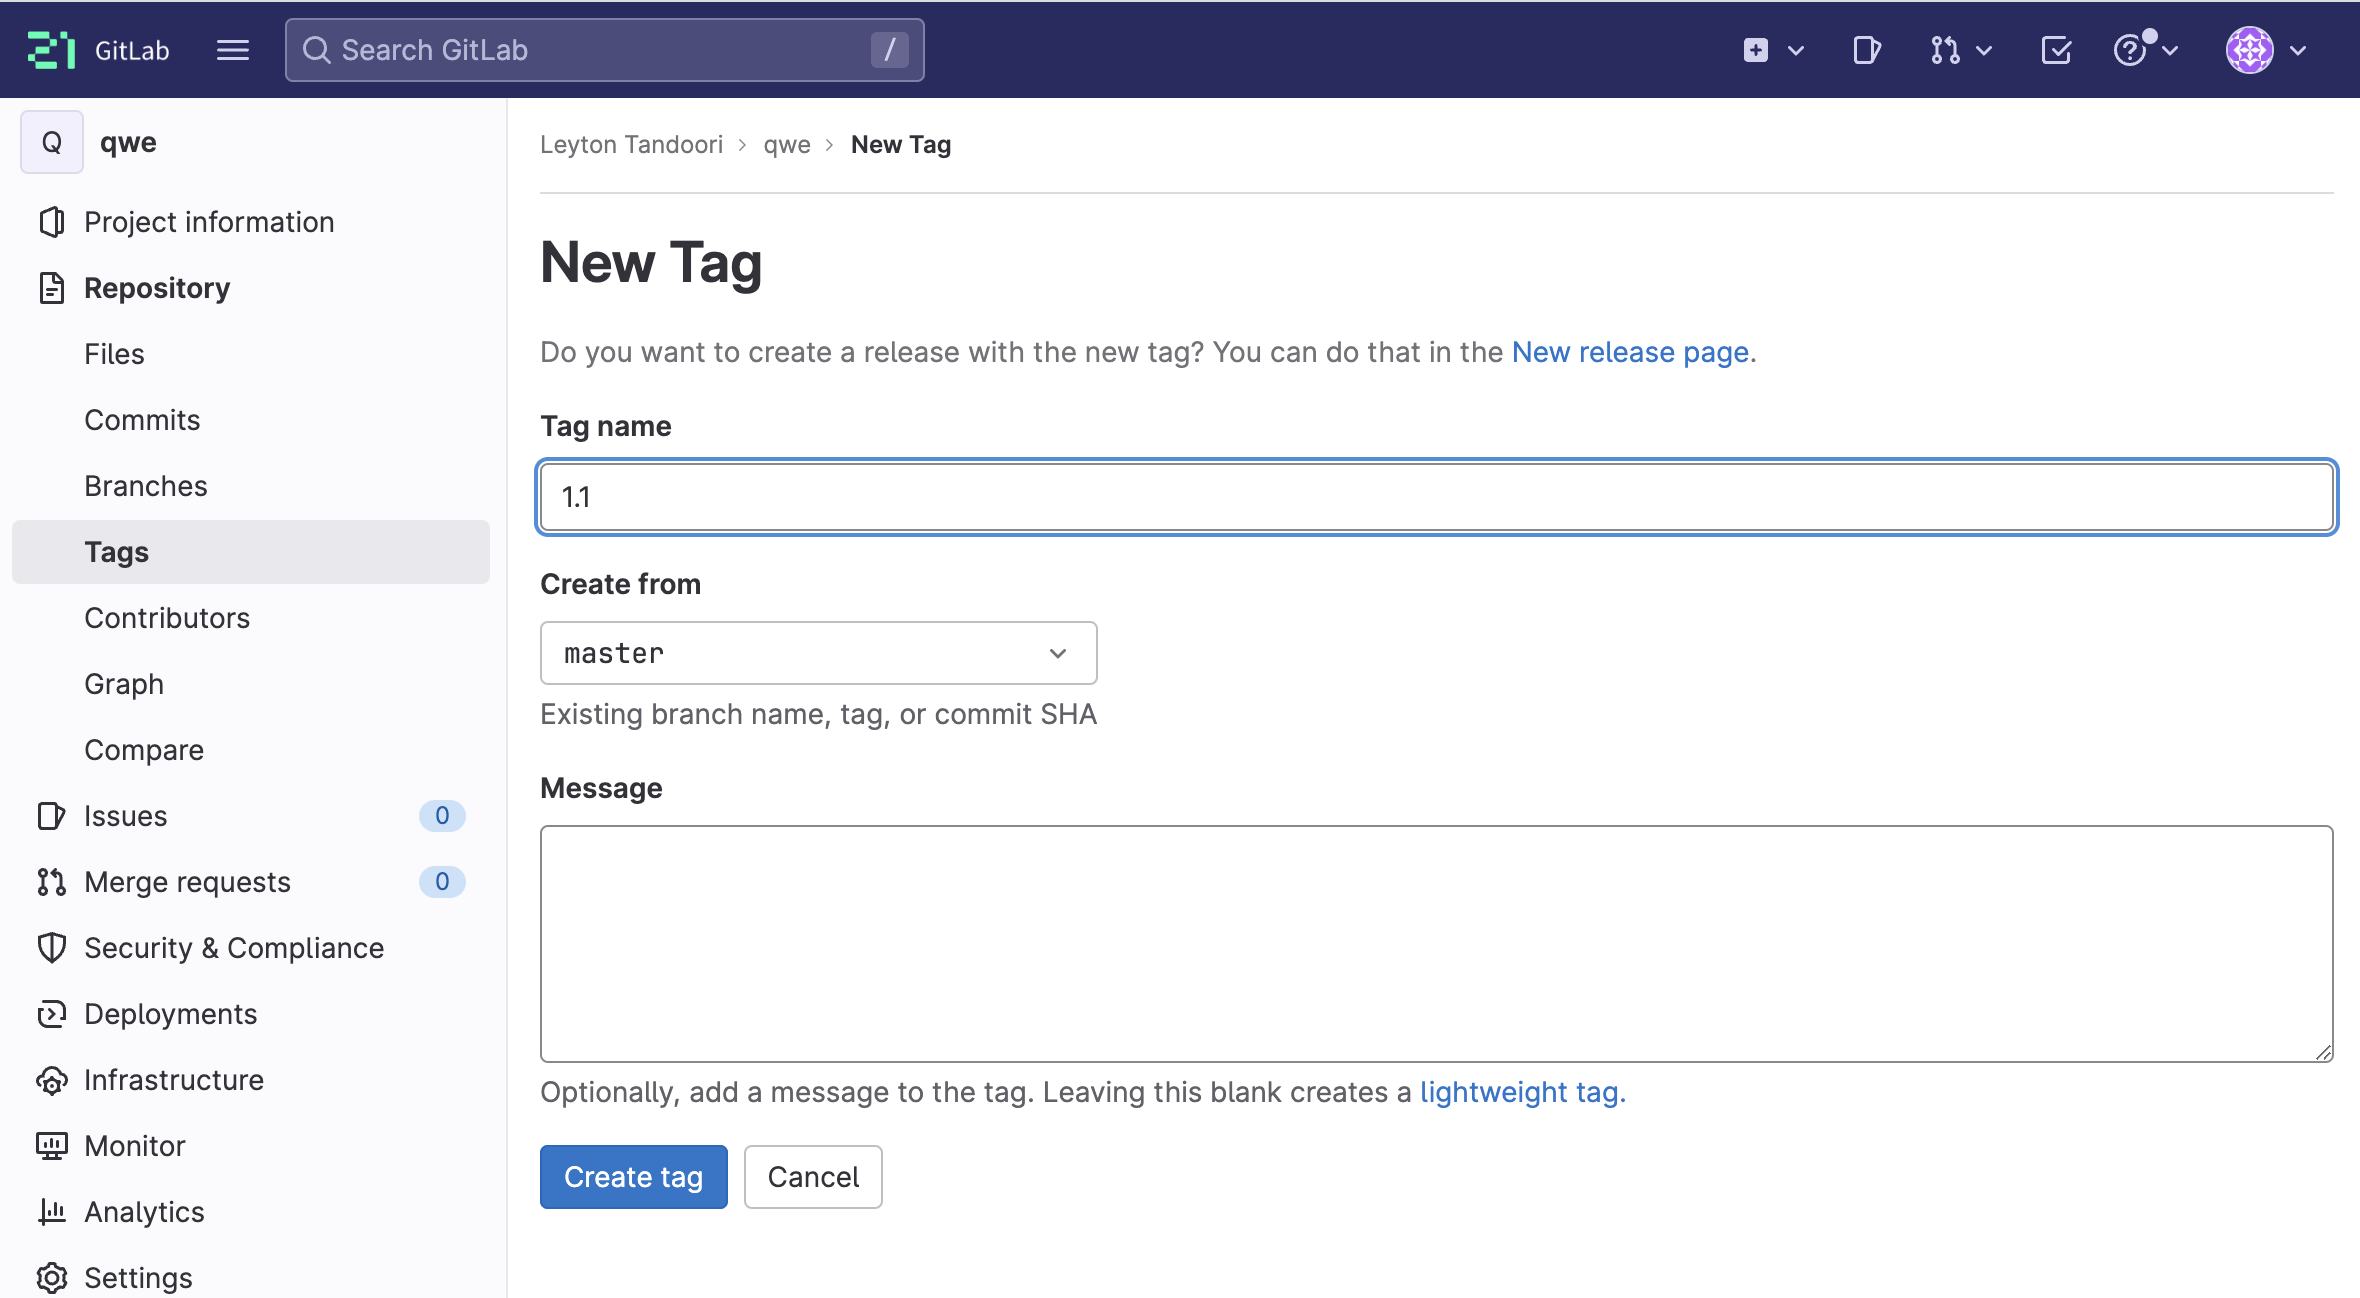 GitLab
Search GitLab /
Q qwe
Project information
Repository
Files
Commits
Branches
Tags
Contributors
Graph
Compare
Issues 0
Merge requests 0
Security & Compliance
Deployments
Infrastructure
Monitor
Analytics
Settings
Leyton Tandoori > qwe > New Tag
New Tag
Do you want to create a release with the new tag? You can do that in the New release page.
Tag name
1.1
Create from
master
Existing branch name, tag, or commit SHA
Message
Optionally, add a message to the tag. Leaving this blank creates a lightweight tag.
Create tag Cancel